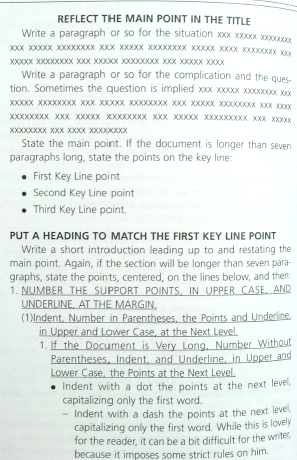 REFLECT THE MAIN POINT IN THE TITLE
Write a paragraph or so for the situation xxx xxxxx xxxxxxxx
xxx xxxxx xxxxxxxx xxx xxxxx xxxxxxxx xxxxx xxxx xxxxxxxx xxx
xxxxx xxxxxxxx xxx xxxxx xxxxxxxx xxx xxxxx xxxx
Write a paragraph or so for the complication and the ques-
tion. Sometimes the question is implied xxx xxxxx xxxxxxxx xxx
xxxxx xxxxxxxx xxx xxxxx xxxxxxxx xxx xxxxx xxxxxxxx xxx xxxx
xxxxxxxx xxx xxxxx xxxxxxxx xxx xxxxx xxxxxxxxx xxx xxxxx
xxxxxxxx xxx xxxx xxxxxxxx
State the main point. If the document is longer than seven
paragraphs long, state the points on the key line:
• First Key Line point
• Second Key Line point
• Third Key Line point.
PUT A HEADING TO MATCH THE FIRST KEY LINE POINT
Write a short introduction leading up to and restating the
main point. Again, if the section will be longer than seven para-
graphs, state the points, centered, on the lines below, and then:
1. NUMBER THE SUPPORT POINTS, IN UPPER CASE, AND
UNDERLINE, AT THE MARGIN.
(1)Indent, Number in Parentheses, the Points and Underline,
in Upper and Lower Case, at the Next Level.
1. If the Document is Very Long, Number Without
Parentheses, Indent, and Underline, in Upper and
Lower Case, the Points at the Next Level.
• Indent with a dot the points at the next level,
capitalizing only the first word.
– Indent with a dash the points at the next level,
capitalizing only the first word. While this is lovely
for the reader, it can be a bit difficult for the writer,
because it imposes some strict rules on him.